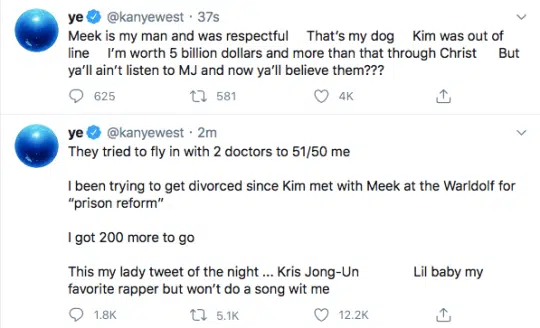 ye @kanyewest · 37s
Meek is my man and was respectful That's my dog Kim was out of
line I'm worth 5 billion dollars and more than that through Christ But
ya'll ain't listen to MJ and now ya'll believe them???
625 581 4K
ye @kanyewest · 2m
They tried to fly in with 2 doctors to 51/50 me
I been trying to get divorced since Kim met with Meek at the Warldolf for
“prison reform”
I got 200 more to go
This my lady tweet of the night ... Kris Jong-Un Lil baby my
favorite rapper but won't do a song wit me
1.8K 5.1K 12.2K